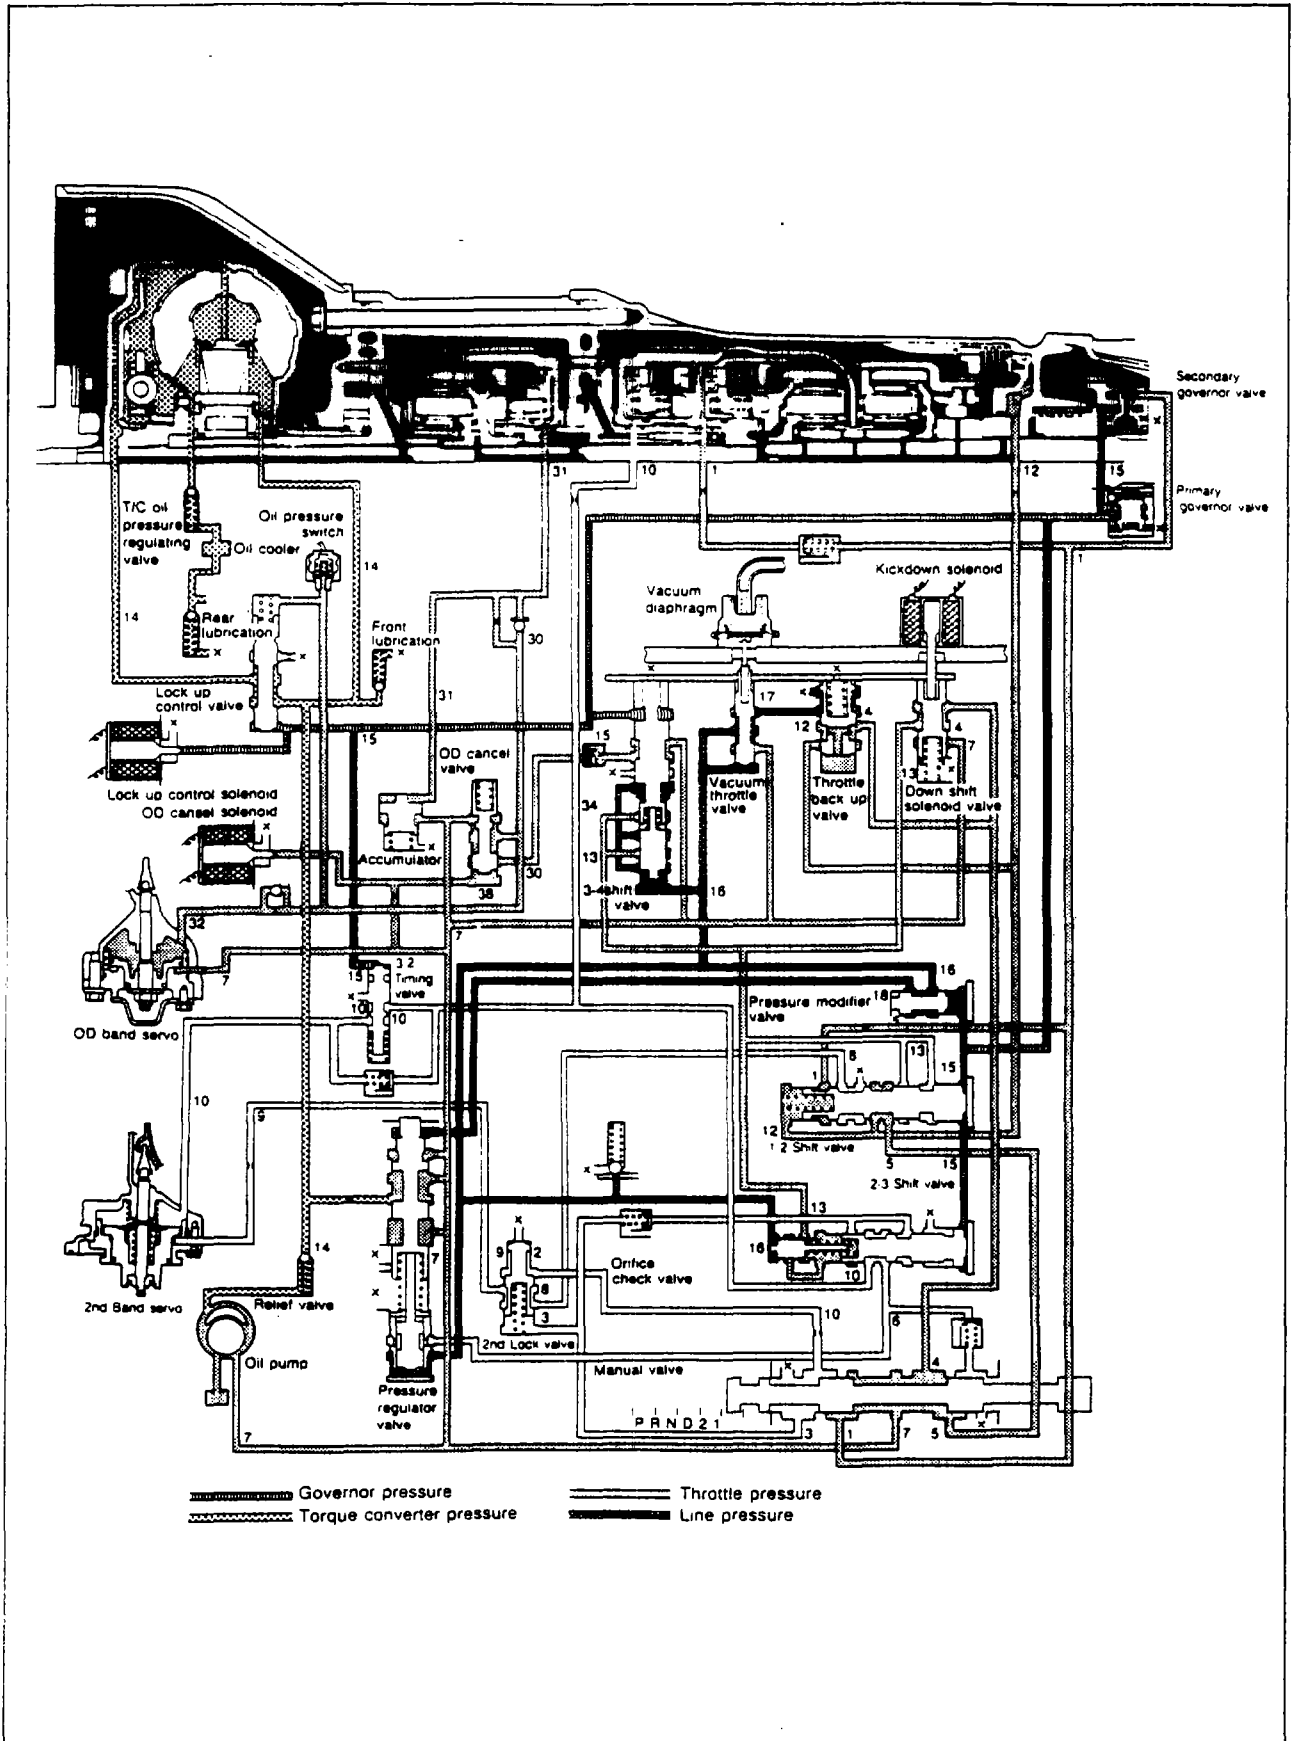 Secondary
governor valve
31
10
1
12
15
T/C oil
pressure
regulating
valve
Oil pressure
switch
Oil cooler
14
Primary
governor valve
1
Kickdown solenoid
Vacuum
diaphragm
14
Rear
lubrication
Front
lubrication
30
31
17
Lock up
control valve
4
12
4
7
15
OD cancel
valve
15
13
Vacuum
throttle
valve
Throttle
back up
valve
Down shift
solenoid valve
Lock up control solenoid
OD cansel solenoid
34
Accumulator
13
30
38
3-4shift
valve
16
32
7
7
3-2
Timing
valve
15
16
OD band servo
10
10
18
Pressure modifier
valve
8
13
15
1
10
9
12
1 2 Shift valve
5
15
2-3 Shift valve
13
14
7
9
2
16
Orifice
check valve
10
8
2nd Band servo
Relief valve
3
10
6
2nd Lock valve
Oil pump
Manual valve
4
Pressure
regulator
valve
P R N D 2 1
7
3
1
7
5
Governor pressure
Throttle pressure
Torque converter pressure
Line pressure